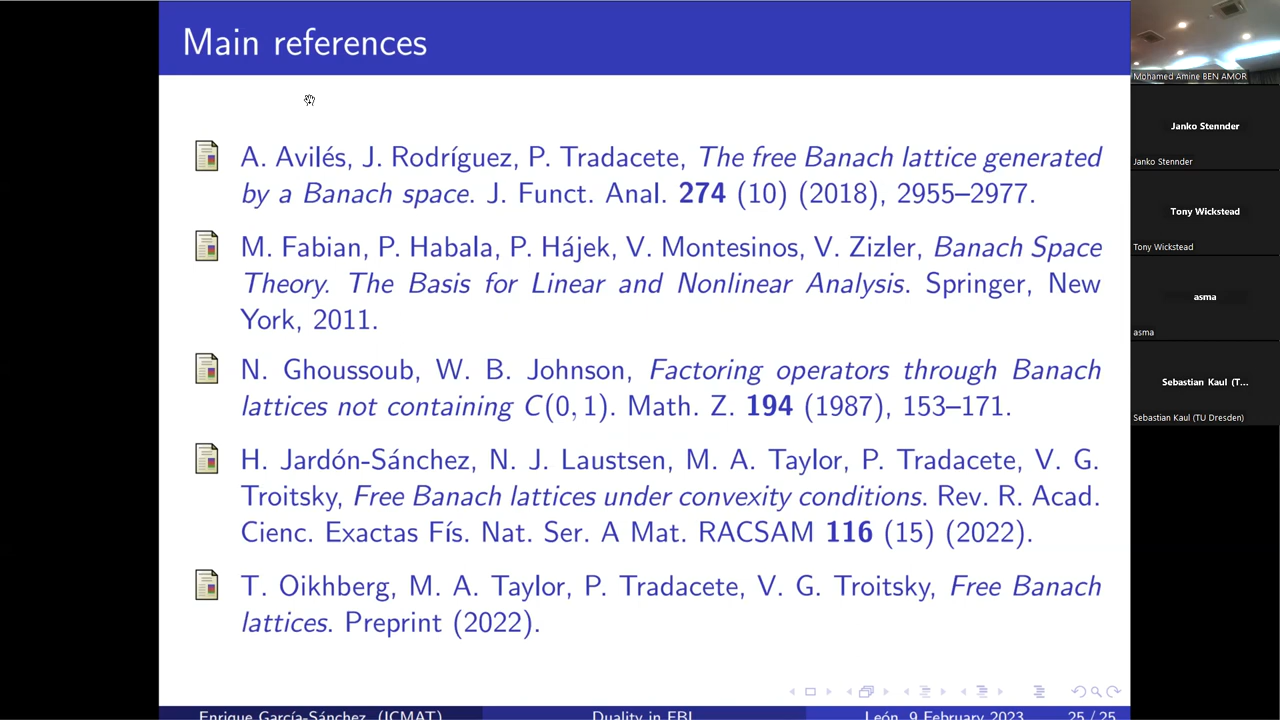 Main references
A. Avilés, J. Rodríguez, P. Tradacete, The free Banach lattice generated
by a Banach space. J. Funct. Anal. 274 (10) (2018), 2955–2977.
M. Fabian, P. Habala, P. Hájek, V. Montesinos, V. Zizler, Banach Space
Theory. The Basis for Linear and Nonlinear Analysis. Springer, New
York, 2011.
N. Ghoussoub, W. B. Johnson, Factoring operators through Banach
lattices not containing C(0, 1). Math. Z. 194 (1987), 153–171.
H. Jardón-Sánchez, N. J. Laustsen, M. A. Taylor, P. Tradacete, V. G.
Troitsky, Free Banach lattices under convexity conditions. Rev. R. Acad.
Cienc. Exactas Fís. Nat. Ser. A Mat. RACSAM 116 (15) (2022).
T. Oikhberg, M. A. Taylor, P. Tradacete, V. G. Troitsky, Free Banach
lattices. Preprint (2022).
Enrique García-Sánchez (ICMAT) Duality in FBL León, 9 February 2023 25 / 25
Mohamed Amine BEN AMOR
Janko Stennder
Janko Stennder
Tony Wickstead
Tony Wickstead
asma
asma
Sebastian Kaul (T...
Sebastian Kaul (TU Dresden)